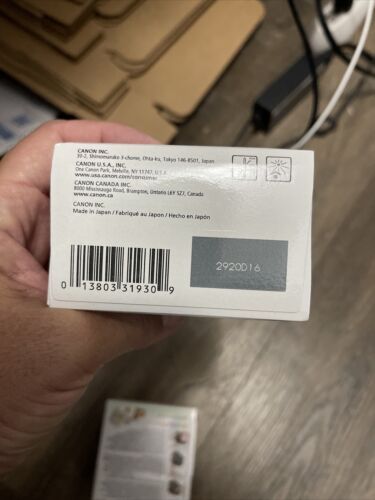 CANON INC.
30-2, Shimomaruko 3-chome, Ohta-ku, Tokyo 146-8501, Japan
CANON U.S.A., INC.
One Canon Park, Melville, NY 11747, U.S.A.
www.usa.canon.com/consumer
CANON CANADA INC.
8000 Mississauga Road, Brampton, Ontario L6Y 5Z7, Canada
www.canon.ca
CANON INC.
Made in Japan / Fabriqué au Japon / Hecho en Japón
2920D16
0 13803 31930 9